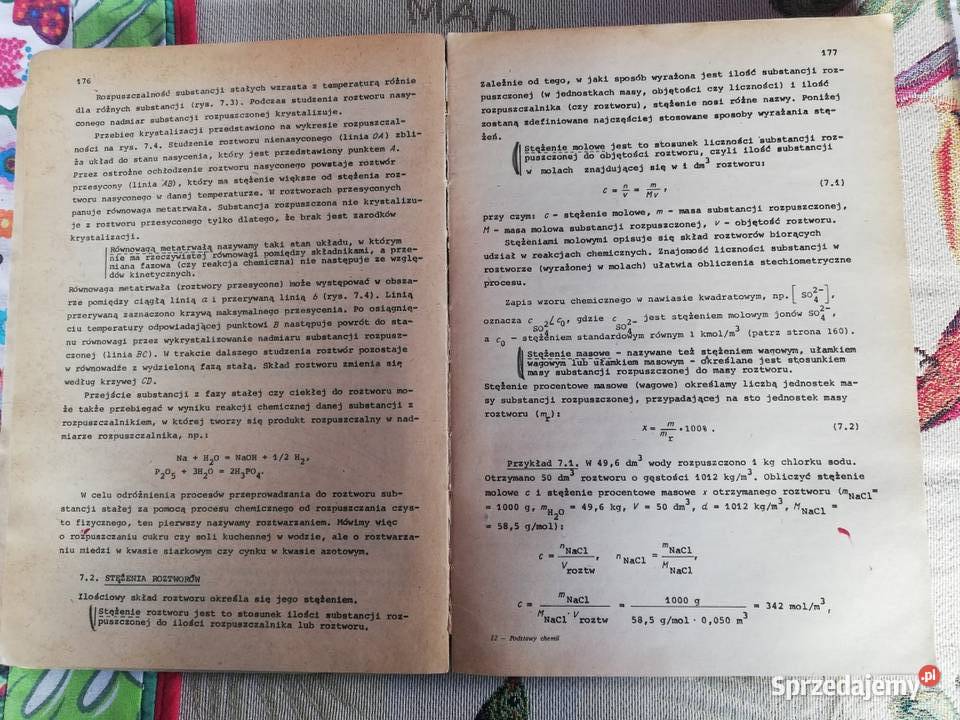 MAD
176
Rozpuszczalność substancji stałych wzrasta z temperaturą różnie
dla różnych substancji (rys. 7.3). Podczas studzenia roztworu nasy-
conego nadmiar substancji rozpuszczonej krystalizuje.
Przebieg krystalizacji przedstawiono na wykresie rozpuszczal-
ności na rys. 7.4. Studzenie roztworu nienasyconego (linia OA) zbli-
ża układ do stanu nasycenia, który jest przedstawiony punktem A.
Przez ostrożne ochłodzenie roztworu nasyconego powstaje roztwór
przesycony (linia AB), który ma stężenie większe od stężenia roz-
tworu nasyconego w danej temperaturze. W roztworach przesyconych
panuje równowaga metatrwała. Substancja rozpuszczona nie krystalizu-
je z roztworu przesyconego tylko dlatego, że brak jest zarodków
krystalizacji.
Równowagą metatrwałą nazywamy taki stan układu, w którym
nie ma rzeczywistej równowagi pomiędzy składnikami, a prze-
miana fazowa (czy reakcja chemiczna) nie następuje ze wzglę-
dów kinetycznych.
Równowaga metatrwała (roztwory przesycone) może występować w obsza-
rze pomiędzy ciągłą linią a i przerywaną linią b (rys. 7.4). Linią
przerywaną zaznaczono krzywą maksymalnego przesycenia. Po osiągnię-
ciu temperatury odpowiadającej punktowi B następuje powrót do sta-
nu równowagi przez wykrystalizowanie nadmiaru substancji rozpusz-
czonej (linia BC). W trakcie dalszego studzenia roztwór pozostaje
w równowadze z wydzieloną fazą stałą. Skład roztworu zmienia się
według krzywej CD.
Przejście substancji z fazy stałej czy ciekłej do roztworu mo-
że także przebiegać w wyniku reakcji chemicznej danej substancji z
rozpuszczalnikiem, w której tworzy się produkt rozpuszczalny w nad-
miarze rozpuszczalnika, np.:
Na + H₂O = NaOH + 1/2 H₂,
P₂O₅ + 3H₂O = 2H₃PO₄.
W celu odróżnienia procesów przeprowadzania do roztworu sub-
stancji stałej za pomocą procesu chemicznego od rozpuszczania czys-
to fizycznego, ten pierwszy nazywamy roztwarzaniem. Mówimy więc
o rozpuszczaniu cukru czy soli kuchennej w wodzie, ale o roztwarza-
niu miedzi w kwasie siarkowym czy cynku w kwasie azotowym.
7.2. STĘŻENIA ROZTWORÓW
Ilościowy skład roztworu określa się jego stężeniem.
Stężenie roztworu jest to stosunek ilości substancji roz-
puszczonej do ilości rozpuszczalnika lub roztworu.
177
Zależnie od tego, w jaki sposób wyrażona jest ilość substancji roz-
puszczonej (w jednostkach masy, objętości czy liczności) i ilość
rozpuszczalnika (czy roztworu), stężenie nosi różne nazwy. Poniżej
zostaną zdefiniowane najczęściej stosowane sposoby wyrażania stę-
żeń.
Stężenie molowe jest to stosunek liczności substancji roz-
puszczonej do objętości roztworu, czyli ilość substancji
w molach znajdującej się w 1 dm³ roztworu:
c = n/V = m/MV, (7.1)
przy czym: c - stężenie molowe, m - masa substancji rozpuszczonej,
M - masa molowa substancji rozpuszczonej, v - objętość roztworu.
Stężeniami molowymi opisuje się skład roztworów biorących
udział w reakcjach chemicznych. Znajomość liczności substancji w
roztworze (wyrażonej w molach) ułatwia obliczenia stechiometryczne
procesu.
Zapis wzoru chemicznego w nawiasie kwadratowym, np. [SO₄²⁻],
oznacza c SO₄²⁻/c₀, gdzie c SO₄²⁻ jest stężeniem molowym jonów SO₄²⁻,
a c₀ - stężeniem standardowym równym 1 kmol/m³ (patrz strona 160).
Stężenie masowe - nazywane też stężeniem wagowym, ułamkiem
wagowym lub ułamkiem masowym - określane jest stosunkiem
masy substancji rozpuszczonej do masy roztworu.
Stężenie procentowe masowe (wagowe) określamy liczbą jednostek ma-
sy substancji rozpuszczonej, przypadającej na sto jednostek masy
roztworu (mᵣ):
x = m/mᵣ · 100% . (7.2)
Przykład 7.1. W 49,6 dm³ wody rozpuszczono 1 kg chlorku sodu.
Otrzymano 50 dm³ roztworu o gęstości 1012 kg/m³. Obliczyć stężenie
molowe c i stężenie procentowe masowe x otrzymanego roztworu (m NaCl =
= 1000 g, m H₂O = 49,6 kg, V = 50 dm³, d = 1012 kg/m³, M NaCl =
= 58,5 g/mol):
c = n NaCl / V roztw, n NaCl = m NaCl / M NaCl,
c = m NaCl / M NaCl · V roztw = 1000 g / 58,5 g/mol · 0,050 m³ = 342 mol/m³,
12 - Podstawy chemii
Sprzedajemy.pl